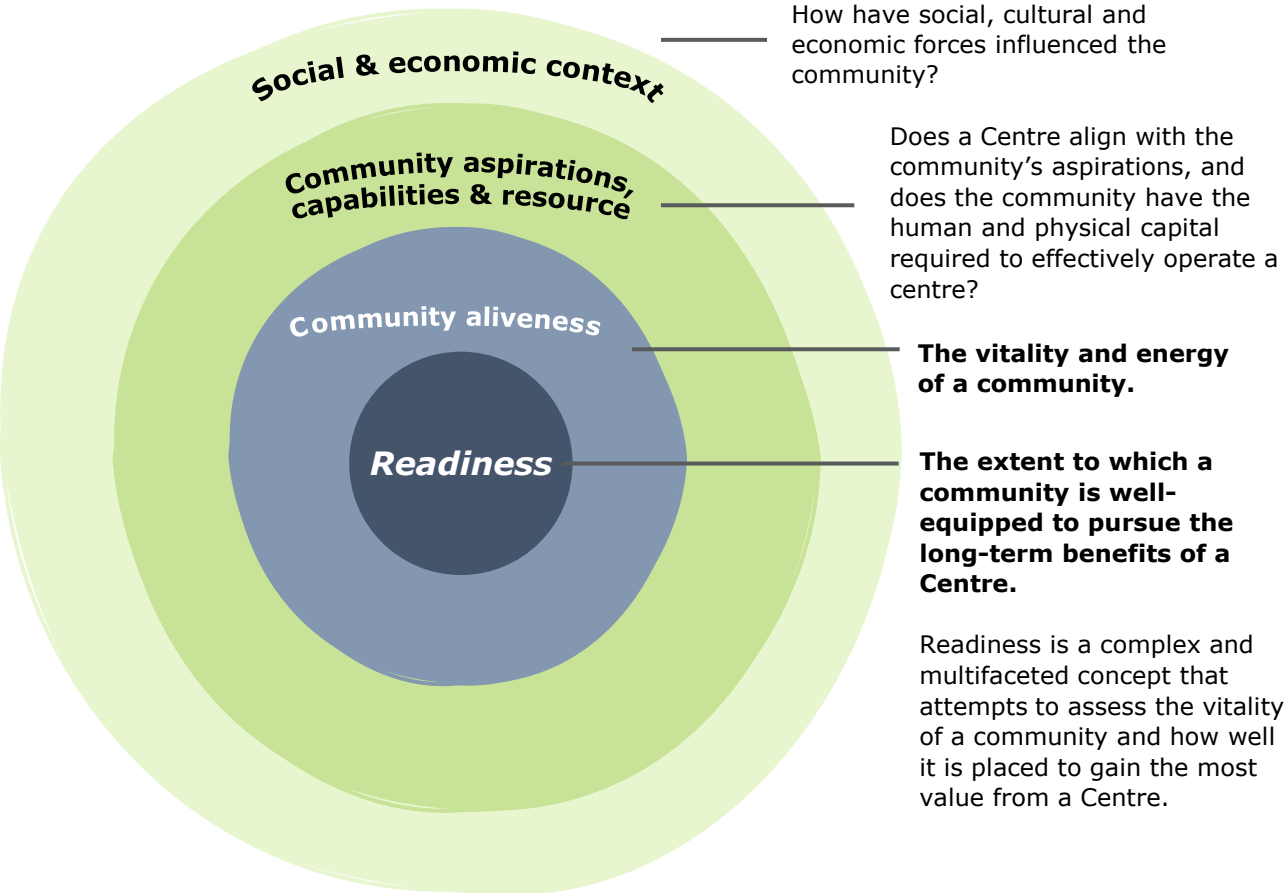 Social & economic context
How have social, cultural and
economic forces influenced the
community?
Community aspirations,
capabilities & resource
Does a Centre align with the
community’s aspirations, and
does the community have the
human and physical capital
required to effectively operate a
centre?
Community aliveness
The vitality and energy
of a community.
Readiness
The extent to which a
community is well-
equipped to pursue the
long-term benefits of a
Centre.
Readiness is a complex and
multifaceted concept that
attempts to assess the vitality
of a community and how well
it is placed to gain the most
value from a Centre.